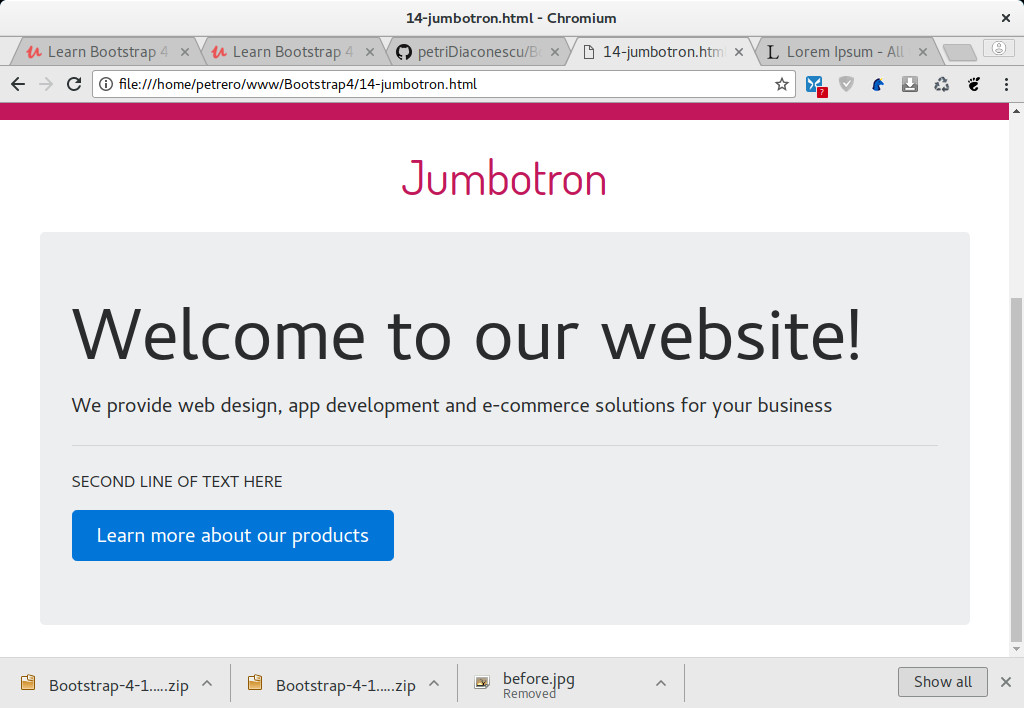 14-jumbotron.html - Chromium
Learn Bootstrap 4
Learn Bootstrap 4
petriDiaconescu/Bo
14-jumbotron.htm
Lorem Ipsum - All
file:///home/petrero/www/Bootstrap4/14-jumbotron.html
Jumbotron
Welcome to our website!
We provide web design, app development and e-commerce solutions for your business
SECOND LINE OF TEXT HERE
Learn more about our products
Bootstrap-4-1.....zip
Bootstrap-4-1.....zip
before.jpg
Removed
Show all